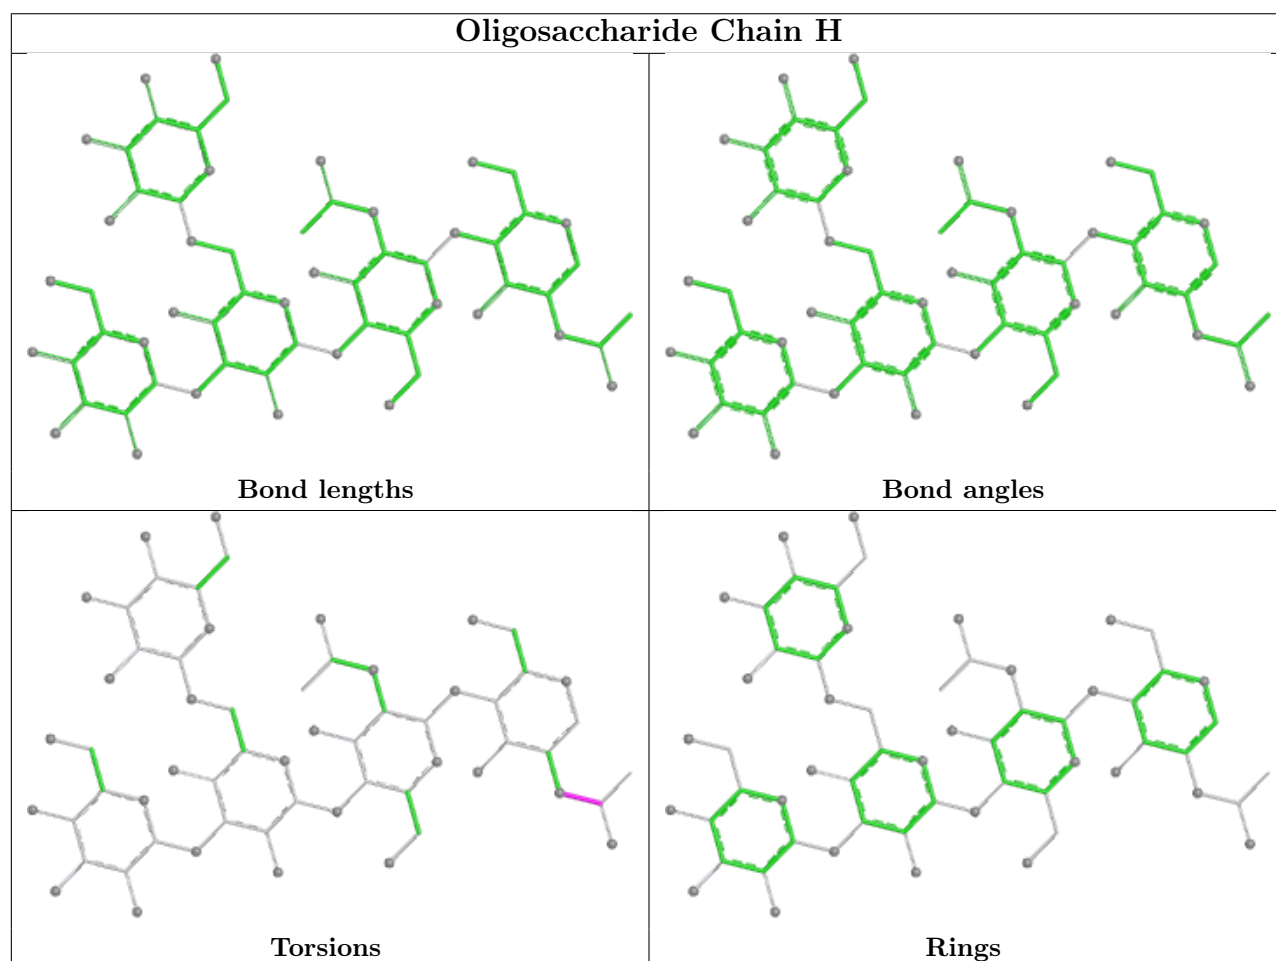 Oligosaccharide Chain H
Bond lengths
Bond angles
Torsions
Rings